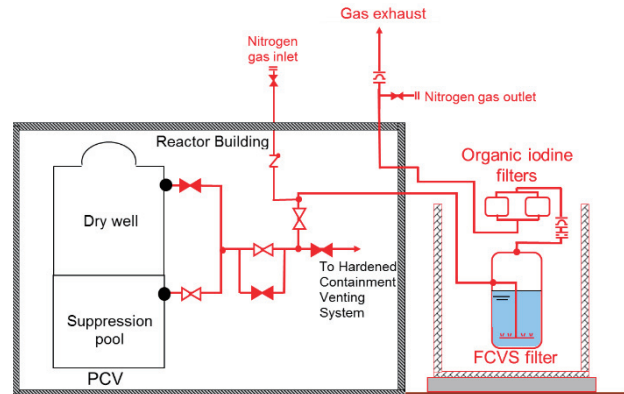 Gas exhaust
Nitrogen
gas inlet
Nitrogen gas outlet
Reactor Building
Organic iodine
filters
Dry well
To Hardened
Containment
Venting
System
Suppression
pool
FCVS filter
PCV